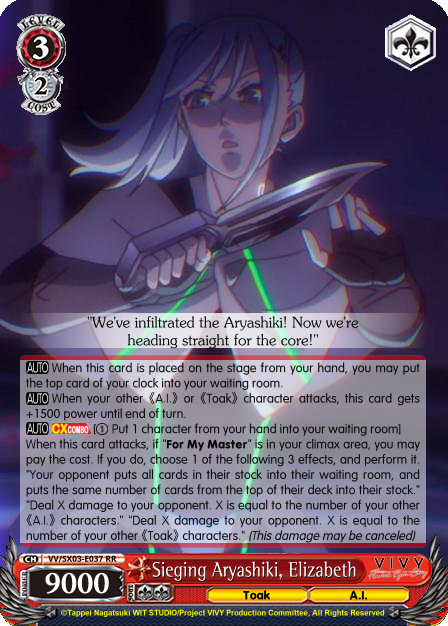 LEVEL
3
2
COST
"We've infiltrated the Aryashiki! Now we're
heading straight for the core!"
AUTO When this card is placed on the stage from your hand, you may put
the top card of your clock into your waiting room.
AUTO When your other 《A.I.》 or 《Toak》 character attacks, this card gets
+1500 power until end of turn.
AUTO CXCOMBO [① Put 1 character from your hand into your waiting room]
When this card attacks, if "For My Master" is in your climax area, you may
pay the cost. If you do, choose 1 of the following 3 effects, and perform it.
"Your opponent puts all cards in their stock into their waiting room, and
puts the same number of cards from the top of their deck into their stock."
"Deal X damage to your opponent. X is equal to the number of your other
《A.I.》 characters." "Deal X damage to your opponent. X is equal to the
number of your other 《Toak》 characters." (This damage may be canceled)
CH VV/SX03-E037 RR
POWER 9000
SOUL
Sieging Aryashiki, Elizabeth
VIVY
Toak
A.I.
©Tappei Nagatsuki WIT STUDIO/Project VIVY Production Committee, All Rights Reserved